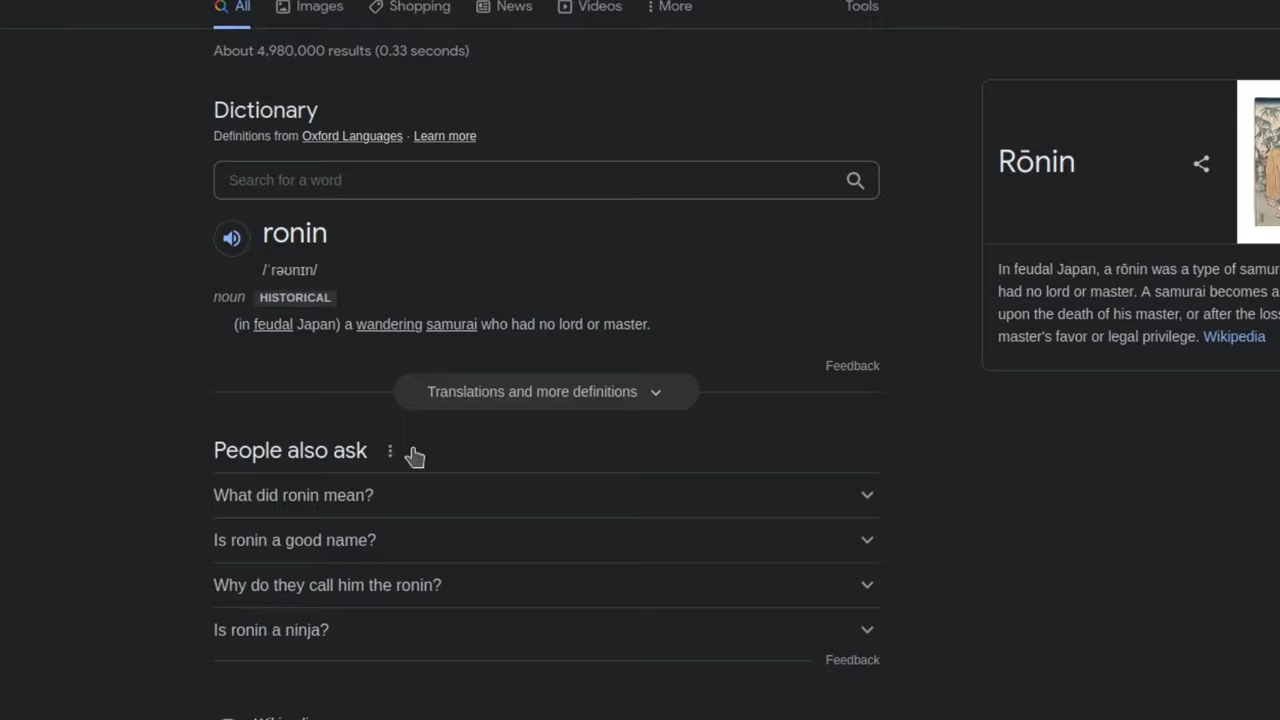 All Images Shopping News Videos More Tools
About 4,980,000 results (0.33 seconds)
Dictionary
Definitions from Oxford Languages · Learn more
Search for a word
ronin
/ˈrəʊnɪn/
noun HISTORICAL
(in feudal Japan) a wandering samurai who had no lord or master.
Feedback
Translations and more definitions
People also ask
What did ronin mean?
Is ronin a good name?
Why do they call him the ronin?
Is ronin a ninja?
Feedback
Rōnin
In feudal Japan, a rōnin was a type of samur
had no lord or master. A samurai becomes a
upon the death of his master, or after the los
master's favor or legal privilege. Wikipedia